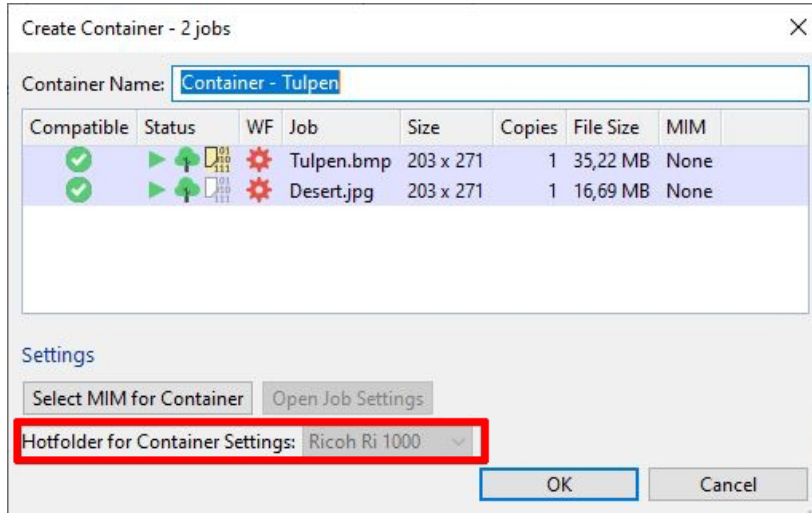 Create Container - 2 jobs
Container Name: Container - Tulpen
Compatible Status WF Job Size Copies File Size MIM
Tulpen.bmp 203 x 271 1 35,22 MB None
Desert.jpg 203 x 271 1 16,69 MB None
Settings
Select MIM for Container Open Job Settings
Hotfolder for Container Settings: Ricoh Ri 1000
OK Cancel